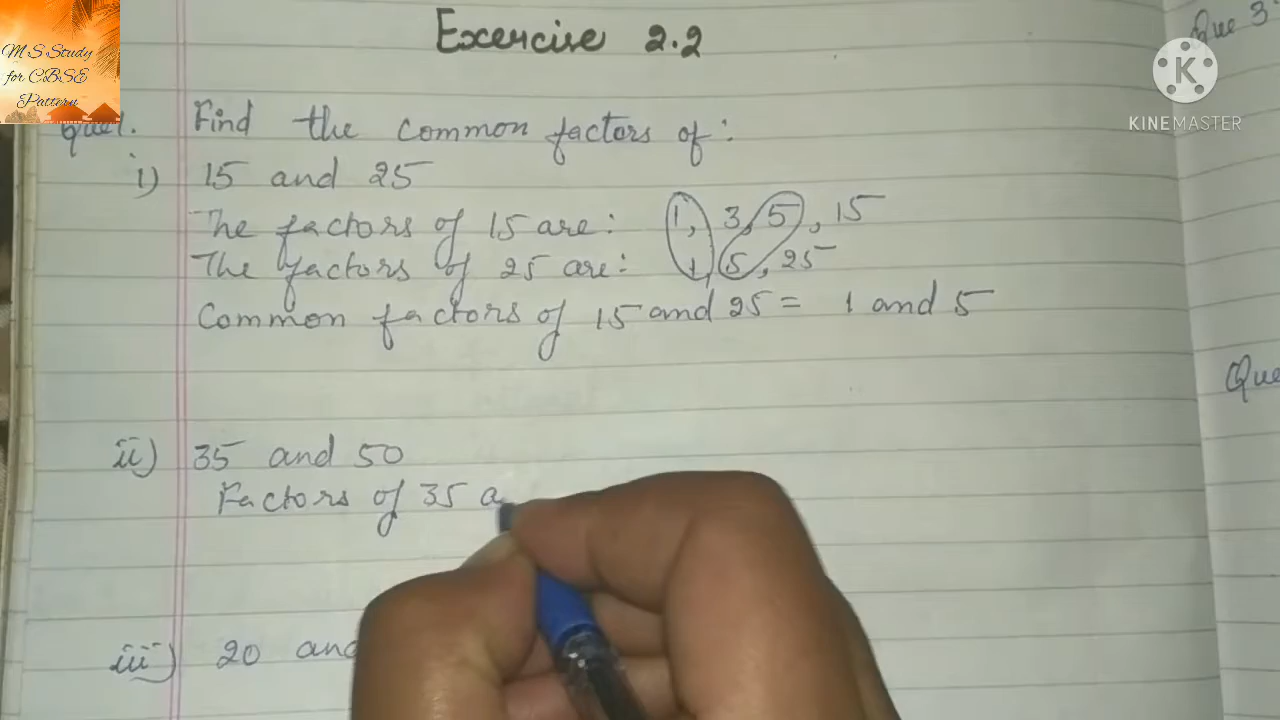 Exercise 2.2
Que 3.
M S Study
for CBSE
Pattern
KINEMASTER
Que1. Find the common factors of:
i) 15 and 25
The factors of 15 are: 1, 3, 5, 15
The factors of 25 are: 1, 5, 25
Common factors of 15 and 25 = 1 and 5
Que
ii) 35 and 50
Factors of 35 a
iii) 20 and